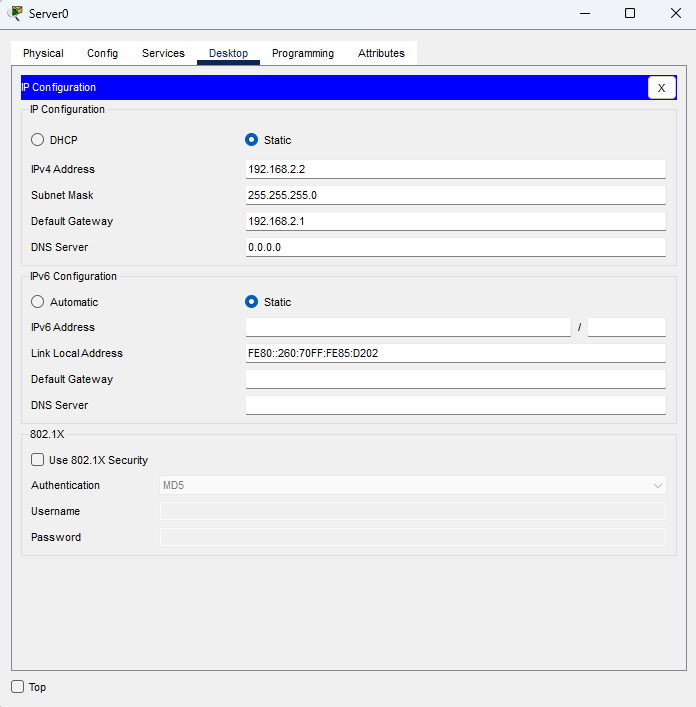 Server0
Physical Config Services Desktop Programming Attributes
IP Configuration X
IP Configuration
DHCP Static
IPv4 Address 192.168.2.2
Subnet Mask 255.255.255.0
Default Gateway 192.168.2.1
DNS Server 0.0.0.0
IPv6 Configuration
Automatic Static
IPv6 Address /
Link Local Address FE80::260:70FF:FE85:D202
Default Gateway
DNS Server
802.1X
Use 802.1X Security
Authentication MD5
Username
Password
Top